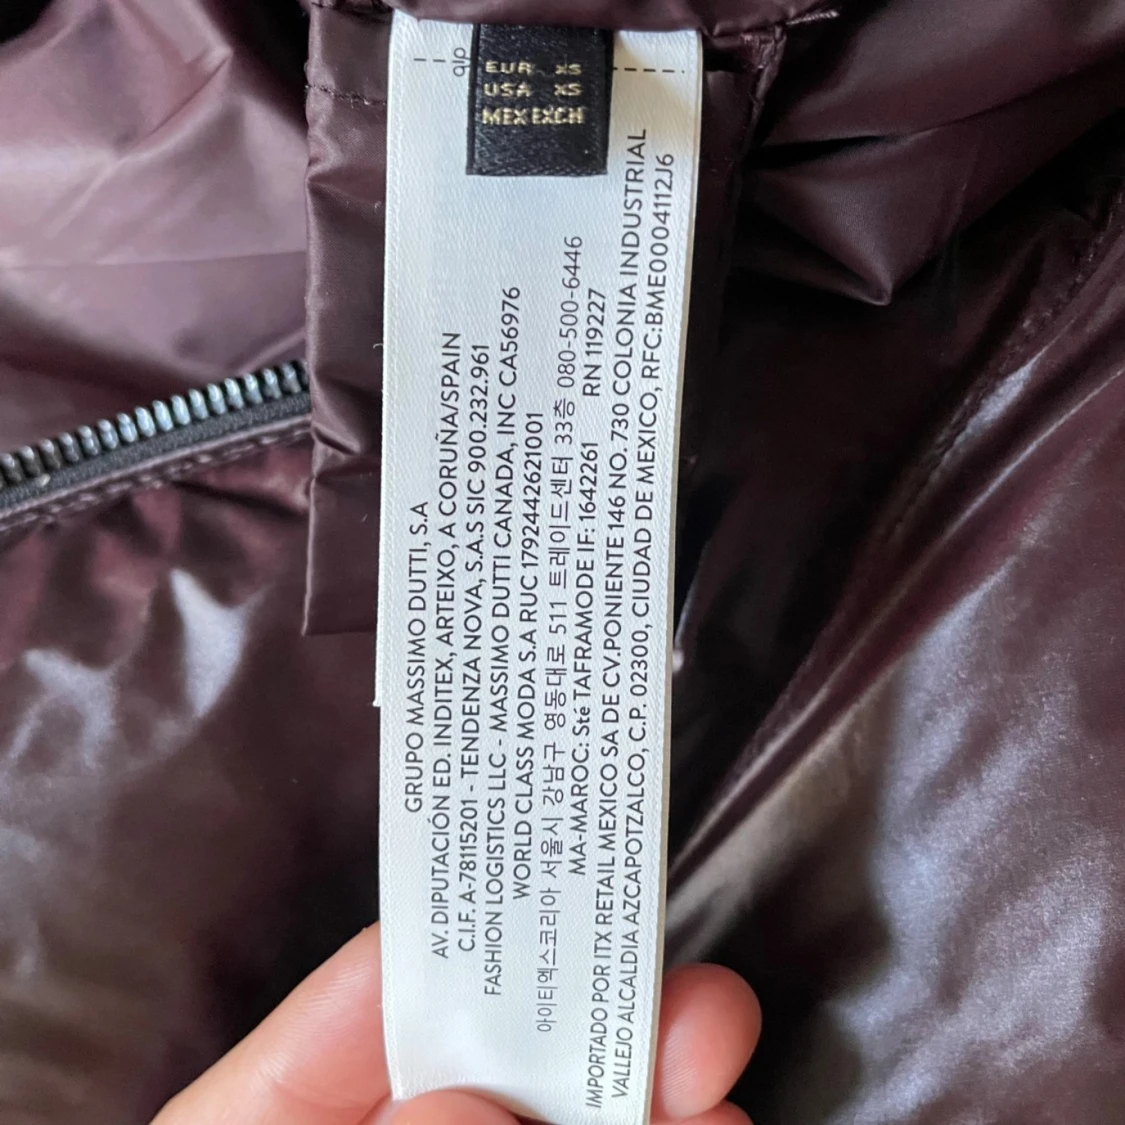 EUR XS
USA XS
MEX EXCH
GRUPO MASSIMO DUTTI, S.A
AV. DIPUTACIÓN ED. INDITEX, ARTEIXO, A CORUÑA/SPAIN
C.I.F. A-78115201 - TENDENZA NOVA, S.A.S SIC 900.232.961
FASHION LOGISTICS LLC - MASSIMO DUTTI CANADA, INC CA56976
WORLD CLASS MODA S.A RUC 1792442621001
아이티엑스코리아 서울시 강남구 영동대로 511 트레이드센터 33층 080-500-6446
MA-MAROC: Sté TAFRAMODE IF: 1642261 RN 119227
IMPORTADO POR ITX RETAIL MEXICO SA DE CV.PONIENTE 146 NO. 730 COLONIA INDUSTRIAL
VALLEJO ALCALDIA AZCAPOTZALCO, C.P. 02300, CIUDAD DE MEXICO, RFC:BME0004112J6